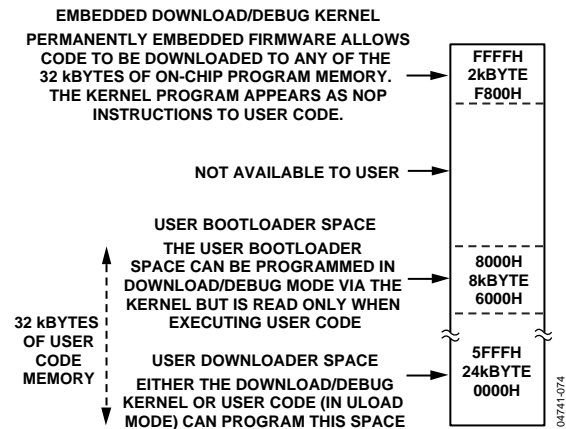 EMBEDDED DOWNLOAD/DEBUG KERNEL
PERMANENTLY EMBEDDED FIRMWARE ALLOWS
CODE TO BE DOWNLOADED TO ANY OF THE
32 kBYTES OF ON-CHIP PROGRAM MEMORY.
THE KERNEL PROGRAM APPEARS AS NOP
INSTRUCTIONS TO USER CODE.
FFFFH
2kBYTE
F800H
NOT AVAILABLE TO USER
USER BOOTLOADER SPACE
THE USER BOOTLOADER
SPACE CAN BE PROGRAMMED IN
DOWNLOAD/DEBUG MODE VIA THE
KERNEL BUT IS READ ONLY WHEN
EXECUTING USER CODE
8000H
8kBYTE
6000H
32 kBYTES
OF USER
CODE
MEMORY
USER DOWNLOADER SPACE
EITHER THE DOWNLOAD/DEBUG
KERNEL OR USER CODE (IN ULOAD
MODE) CAN PROGRAM THIS SPACE
5FFFH
24kBYTE
0000H
04741-074